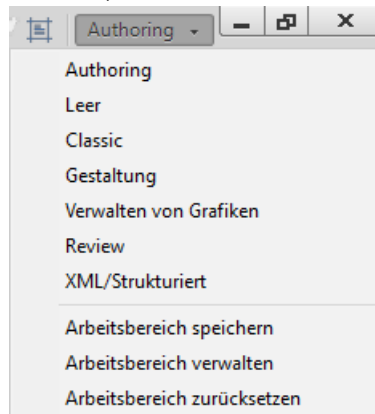 Authoring
Authoring
Leer
Classic
Gestaltung
Verwalten von Grafiken
Review
XML/Strukturiert
Arbeitsbereich speichern
Arbeitsbereich verwalten
Arbeitsbereich zurücksetzen